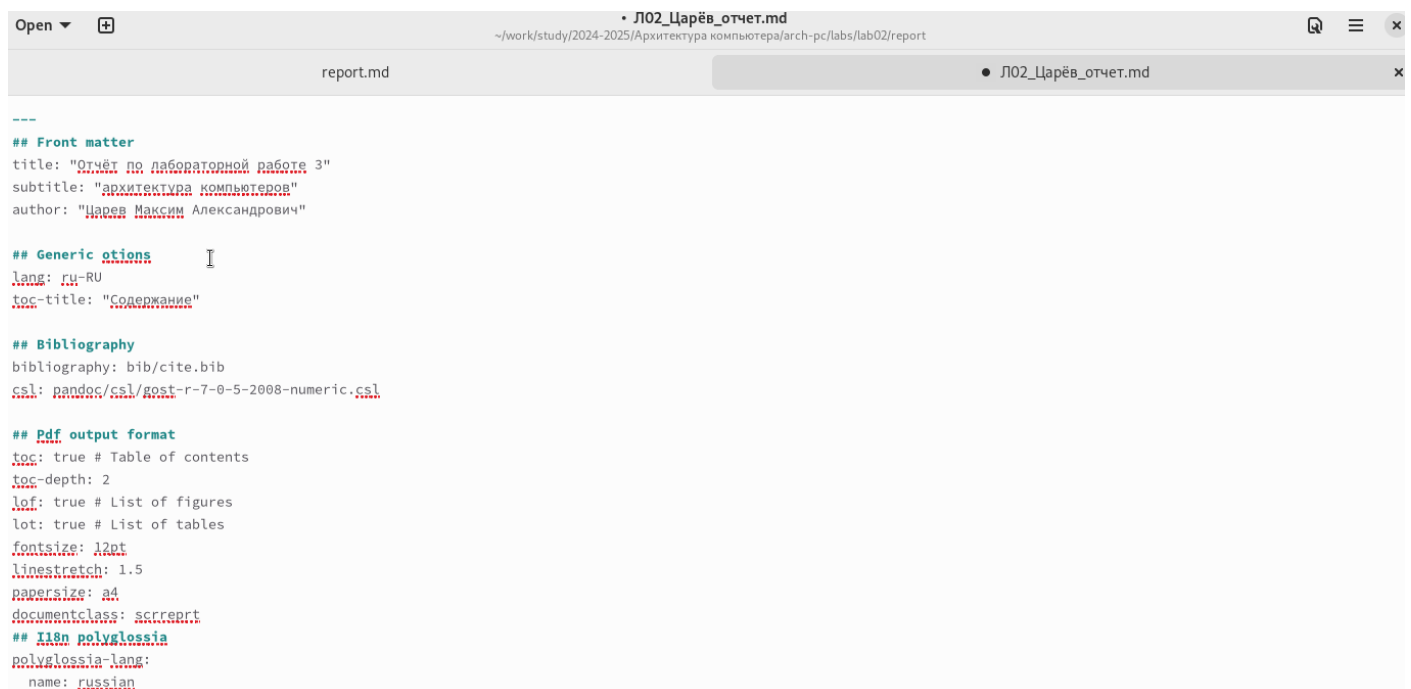 Open
• Л02_Царёв_отчет.md
~/work/study/2024-2025/Архитектура компьютера/arch-pc/labs/lab02/report
report.md
● Л02_Царёв_отчет.md
---
## Front matter
title: "Отчёт по лабораторной работе 3"
subtitle: "архитектура компьютеров"
author: "Царев Максим Александрович"
## Generic otions
lang: ru-RU
toc-title: "Содержание"
## Bibliography
bibliography: bib/cite.bib
csl: pandoc/csl/gost-r-7-0-5-2008-numeric.csl
## Pdf output format
toc: true # Table of contents
toc-depth: 2
lof: true # List of figures
lot: true # List of tables
fontsize: 12pt
linestretch: 1.5
papersize: a4
documentclass: scrreprt
## I18n polyglossia
polyglossia-lang:
  name: russian